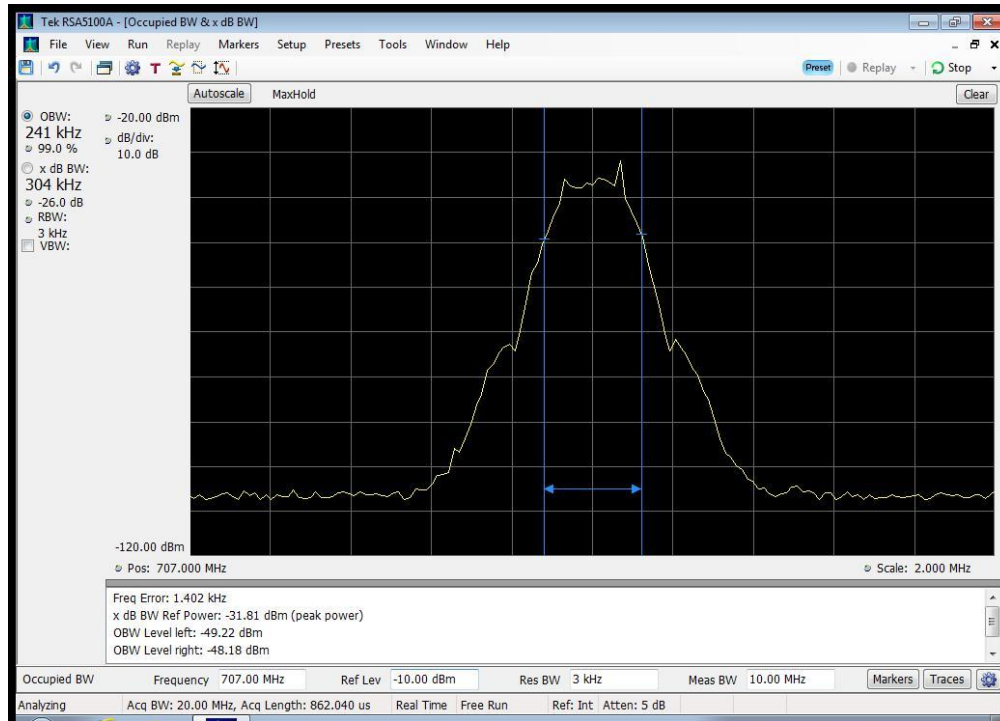 Tek RSA5100A - [Occupied BW & x dB BW]
File View Run Replay Markers Setup Presets Tools Window Help
Preset Replay Stop
Autoscale MaxHold Clear
OBW:
241 kHz
99.0 %
x dB BW:
304 kHz
-26.0 dB
RBW:
3 kHz
VBW:
-20.00 dBm
dB/div:
10.0 dB
-120.00 dBm
Pos: 707.000 MHz Scale: 2.000 MHz
Freq Error: 1.402 kHz
x dB BW Ref Power: -31.81 dBm (peak power)
OBW Level left: -49.22 dBm
OBW Level right: -48.18 dBm
Occupied BW Frequency 707.00 MHz Ref Lev -10.00 dBm Res BW 3 kHz Meas BW 10.00 MHz Markers Traces
Analyzing Acq BW: 20.00 MHz, Acq Length: 862.040 us Real Time Free Run Ref: Int Atten: 5 dB